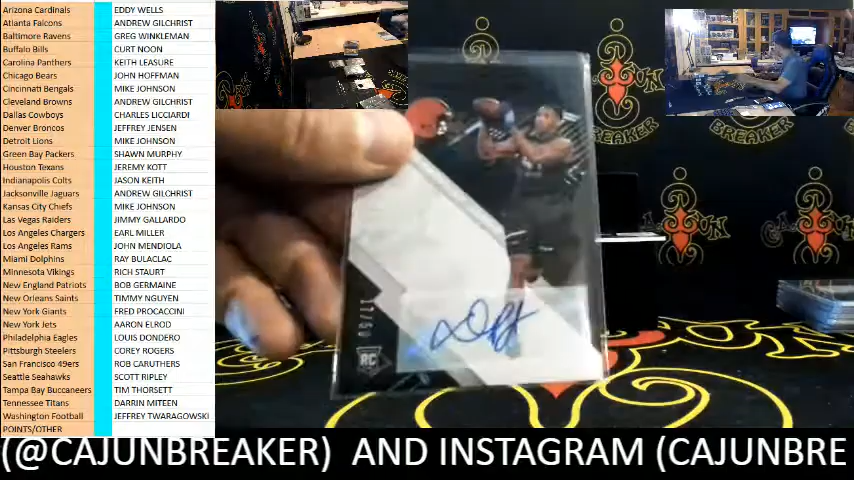 Arizona Cardinals EDDY WELLS
Atlanta Falcons ANDREW GILCHRIST
Baltimore Ravens GREG WINKLEMAN
Buffalo Bills CURT NOON
Carolina Panthers KEITH LEASURE
Chicago Bears JOHN HOFFMAN
Cincinnati Bengals MIKE JOHNSON
Cleveland Browns ANDREW GILCHRIST
Dallas Cowboys CHARLES LICCIARDI
Denver Broncos JEFFREY JENSEN
Detroit Lions MIKE JOHNSON
Green Bay Packers SHAWN MURPHY
Houston Texans JEREMY KOTT
Indianapolis Colts JASON KEITH
Jacksonville Jaguars ANDREW GILCHRIST
Kansas City Chiefs MIKE JOHNSON
Las Vegas Raiders JIMMY GALLARDO
Los Angeles Chargers EARL MILLER
Los Angeles Rams JOHN MENDIOLA
Miami Dolphins RAY BULACLAC
Minnesota Vikings RICH STAURT
New England Patriots BOB GERMAINE
New Orleans Saints TIMMY NGUYEN
New York Giants FRED PROCACCINI
New York Jets AARON ELROD
Philadelphia Eagles LOUIS DONDERO
Pittsburgh Steelers COREY ROGERS
San Francisco 49ers ROB CARUTHERS
Seattle Seahawks SCOTT RIPLEY
Tampa Bay Buccaneers TIM THORSETT
Tennessee Titans DARRIN MITEEN
Washington Football JEFFREY TWARAGOWSKI
POINTS/OTHER
CAJUN
BREAKER
BREAKER
CAJUN
RC
(@CAJUNBREAKER) AND INSTAGRAM (CAJUNBRE